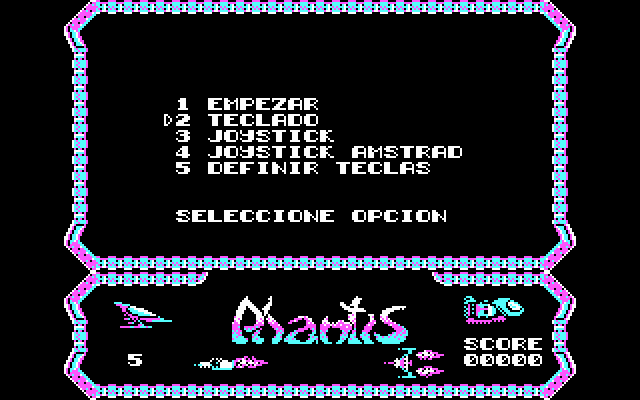 1 EMPEZAR
2 TECLADO
3 JOYSTICK
4 JOYSTICK AMSTRAD
5 DEFINIR TECLAS
SELECCIONE OPCION
Mantis
SCORE
5 00000